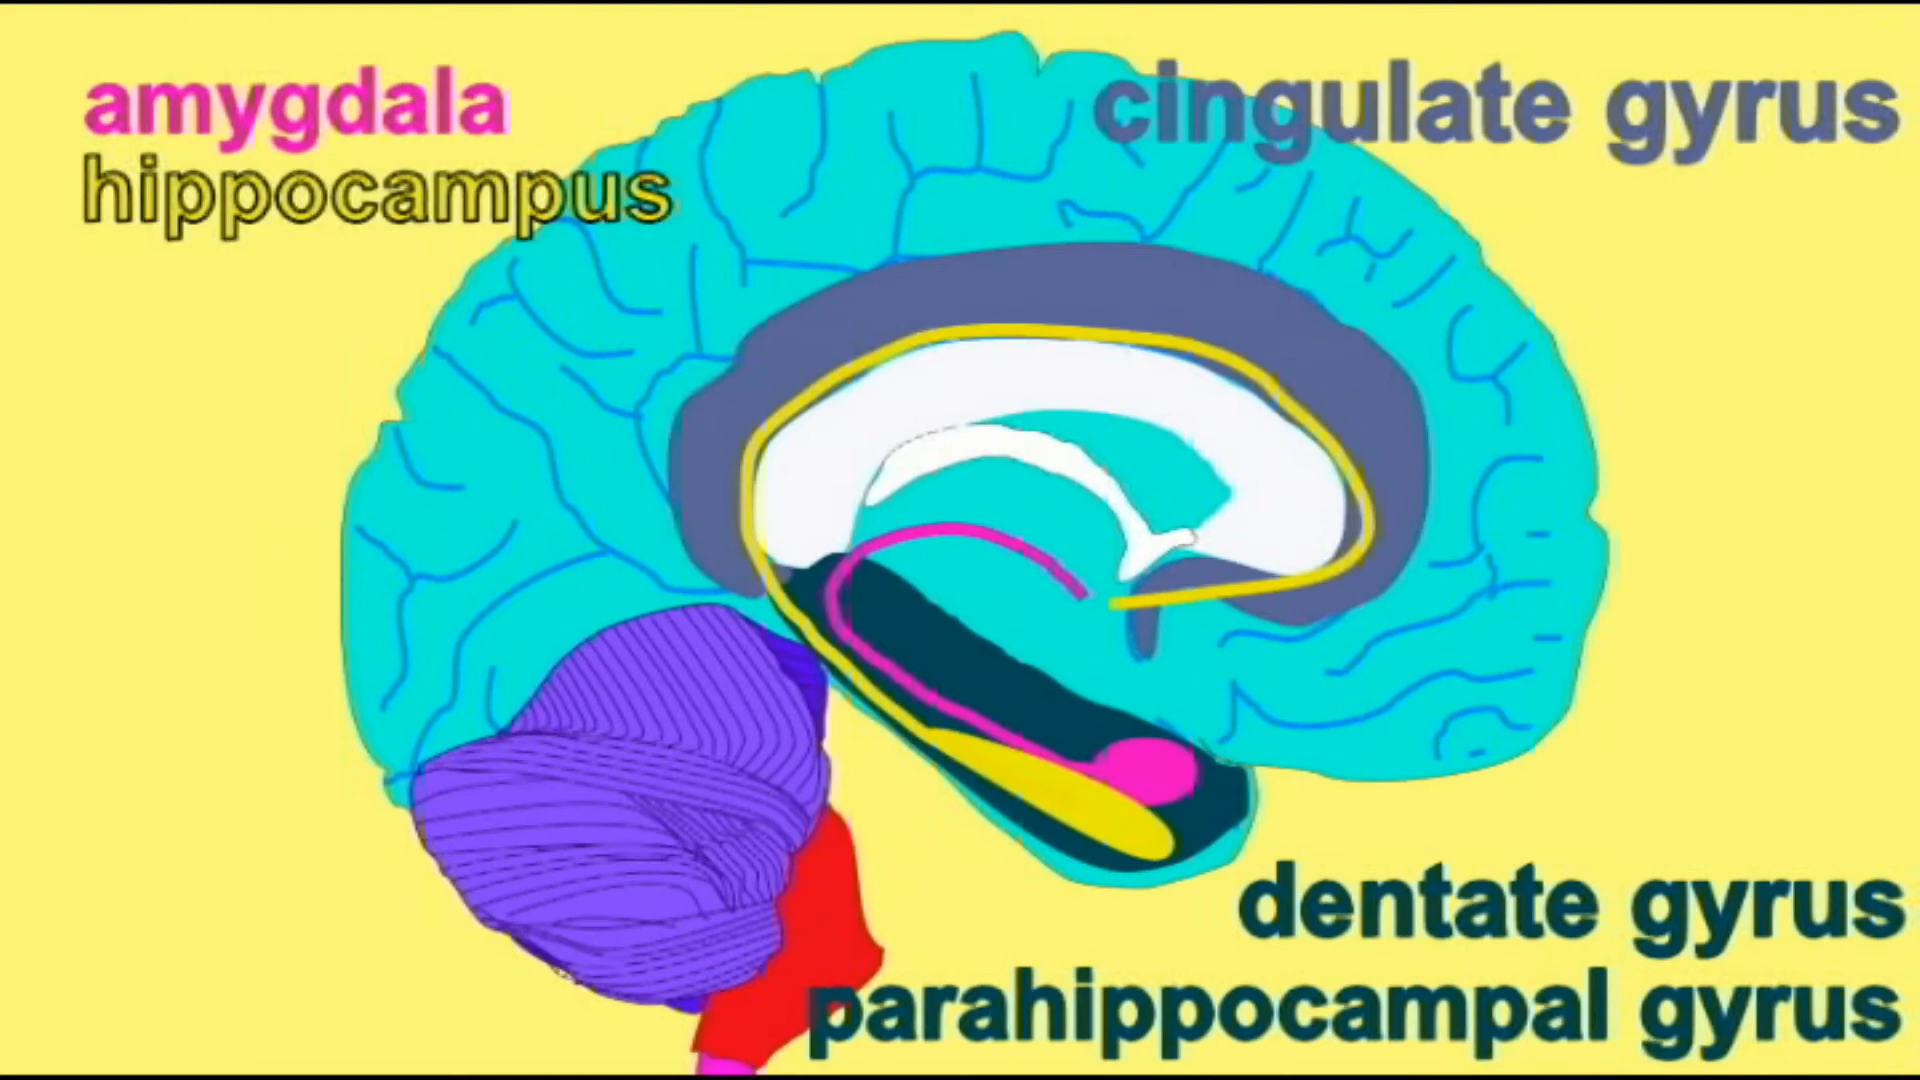 amygdala
hippocampus
cingulate gyrus
dentate gyrus
parahippocampal gyrus